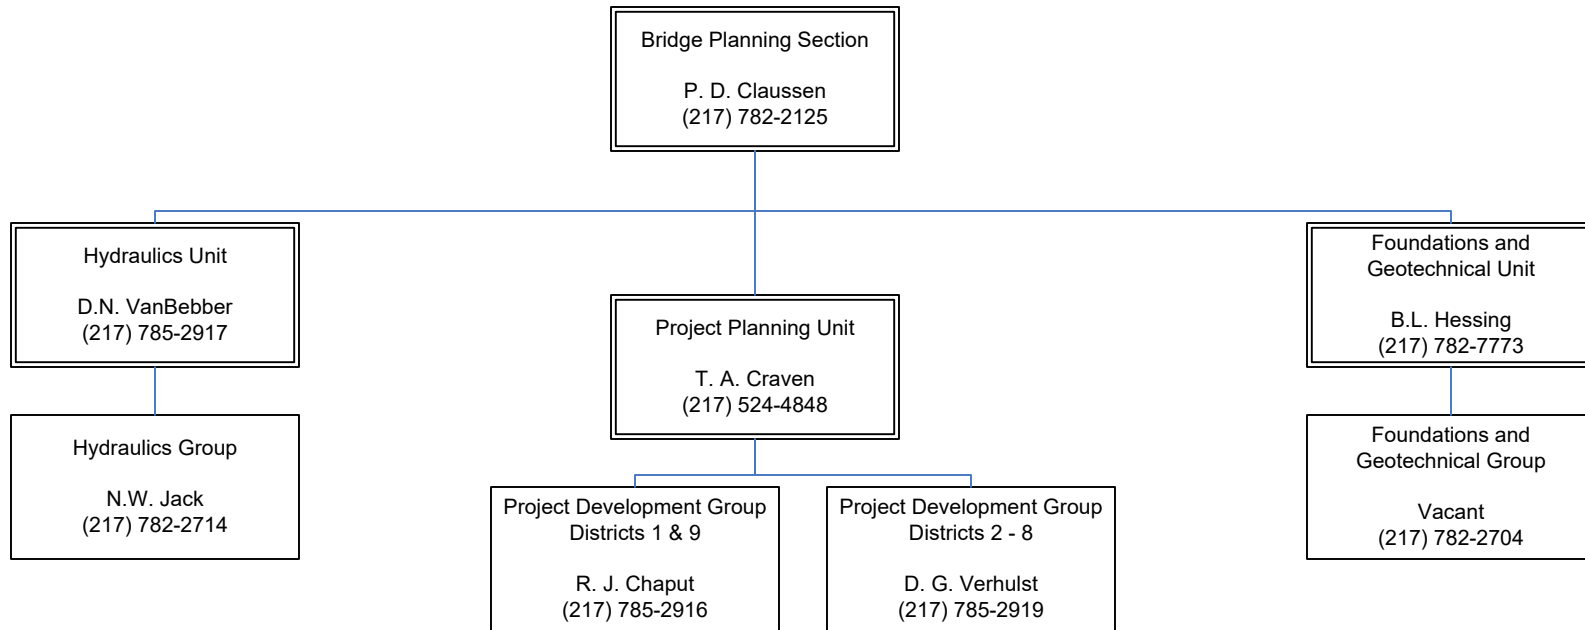 Bridge Planning Section
P. D. Claussen
(217) 782-2125
Hydraulics Unit
D.N. VanBebber
(217) 785-2917
Project Planning Unit
T. A. Craven
(217) 524-4848
Foundations and
Geotechnical Unit
B.L. Hessing
(217) 782-7773
Hydraulics Group
N.W. Jack
(217) 782-2714
Project Development Group
Districts 1 & 9
R. J. Chaput
(217) 785-2916
Project Development Group
Districts 2 - 8
D. G. Verhulst
(217) 785-2919
Foundations and
Geotechnical Group
Vacant
(217) 782-2704